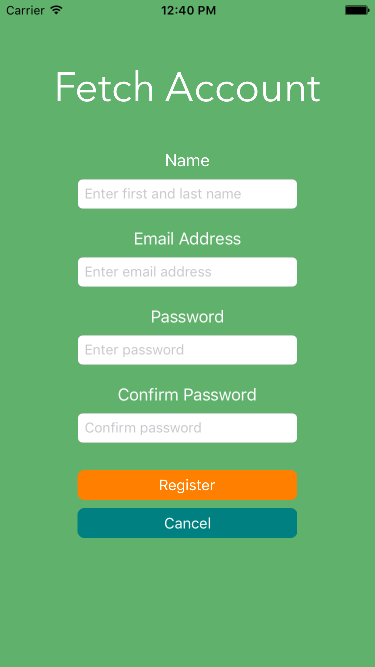 Carrier 12:40 PM
Fetch Account
Name
Enter first and last name
Email Address
Enter email address
Password
Enter password
Confirm Password
Confirm password
Register
Cancel